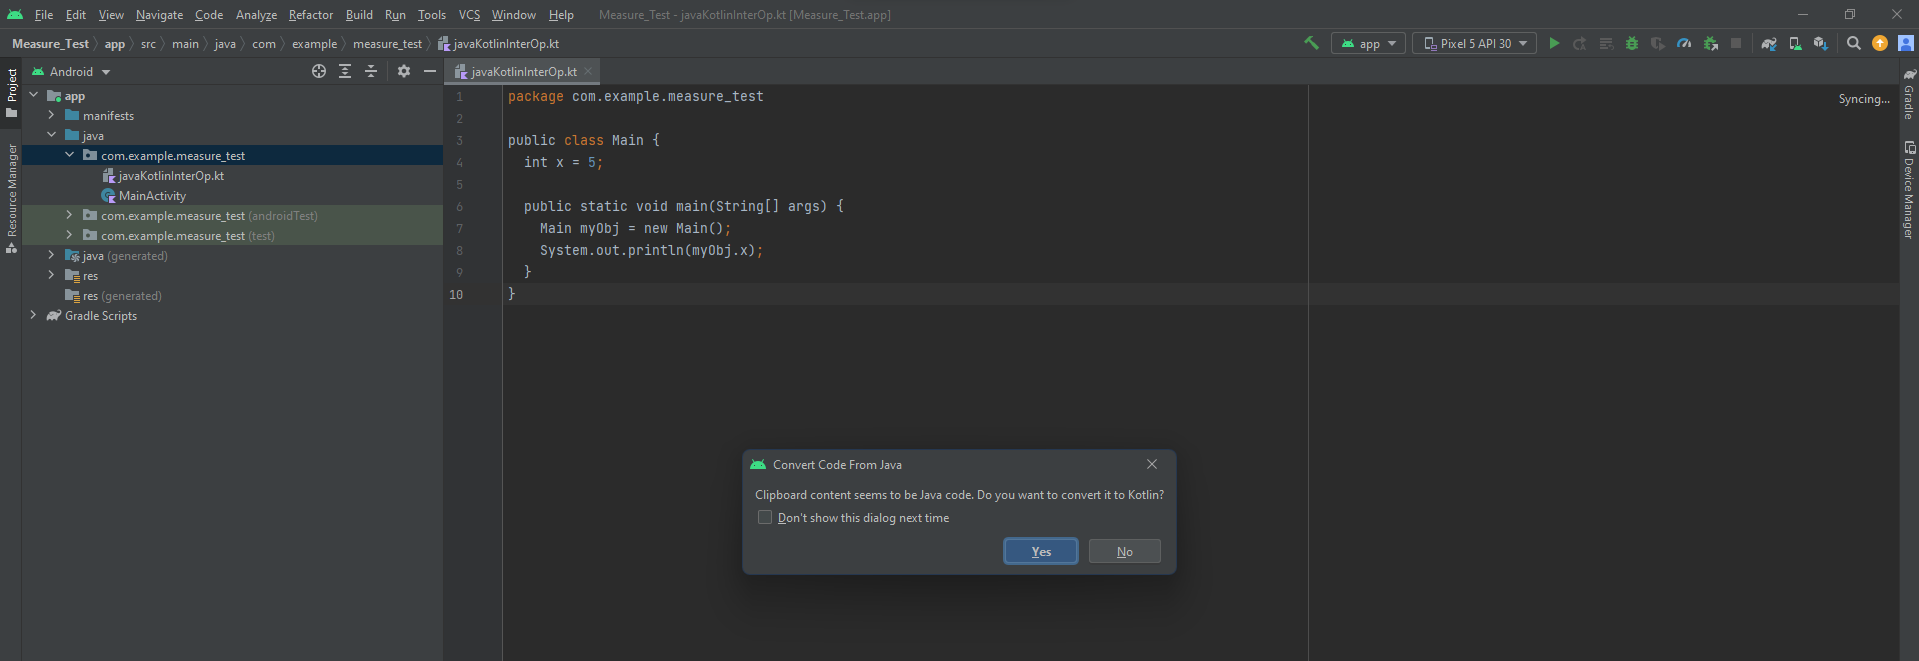 File Edit View Navigate Code Analyze Refactor Build Run Tools VCS Window Help Measure_Test - javaKotlinInterOp.kt [Measure_Test.app]
Measure_Test app src main java com example measure_test javaKotlinInterOp.kt app Pixel 5 API 30
Project
Resource Manager
Android
app
manifests
java
com.example.measure_test
javaKotlinInterOp.kt
MainActivity
com.example.measure_test (androidTest)
com.example.measure_test (test)
java (generated)
res
res (generated)
Gradle Scripts
javaKotlinInterOp.kt
1 package com.example.measure_test
2
3 public class Main {
4 int x = 5;
5
6 public static void main(String[] args) {
7 Main myObj = new Main();
8 System.out.println(myObj.x);
9 }
10 }
Syncing...
Gradle
Device Manager
Convert Code From Java
Clipboard content seems to be Java code. Do you want to convert it to Kotlin?
Don't show this dialog next time
Yes No